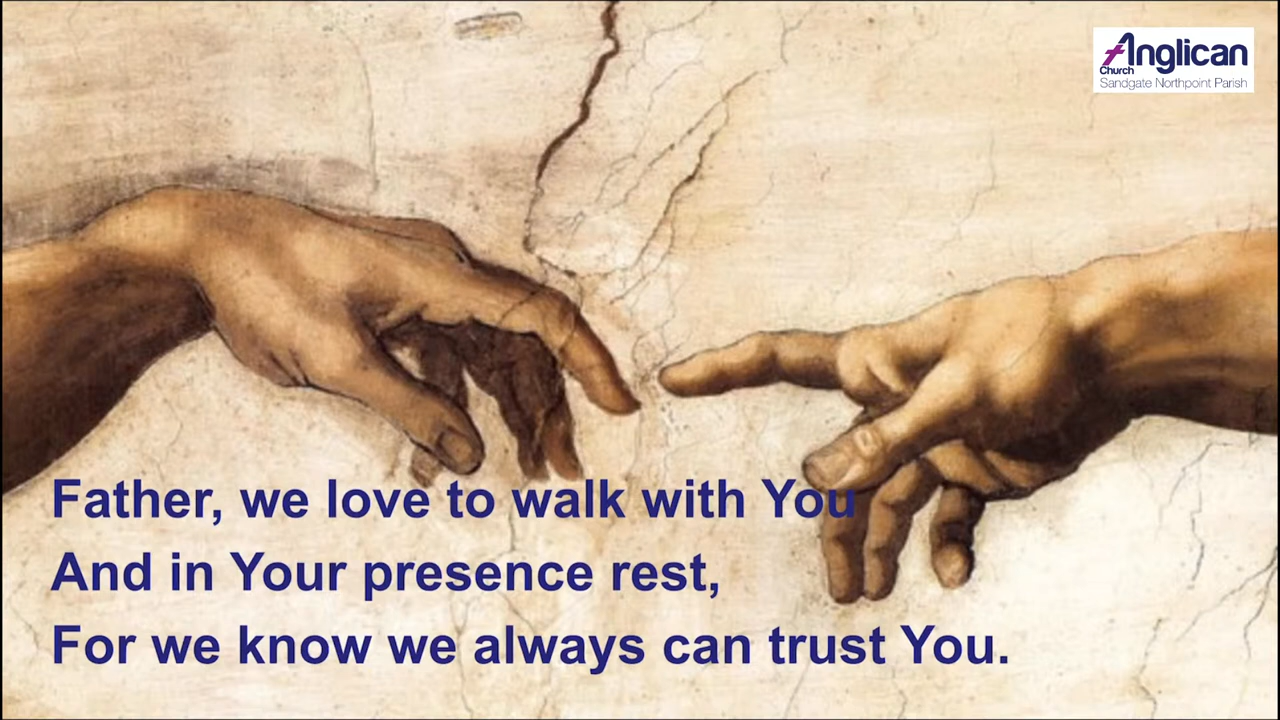 Anglican
Church
Sandgate Northpoint Parish
Father, we love to walk with You
And in Your presence rest,
For we know we always can trust You.